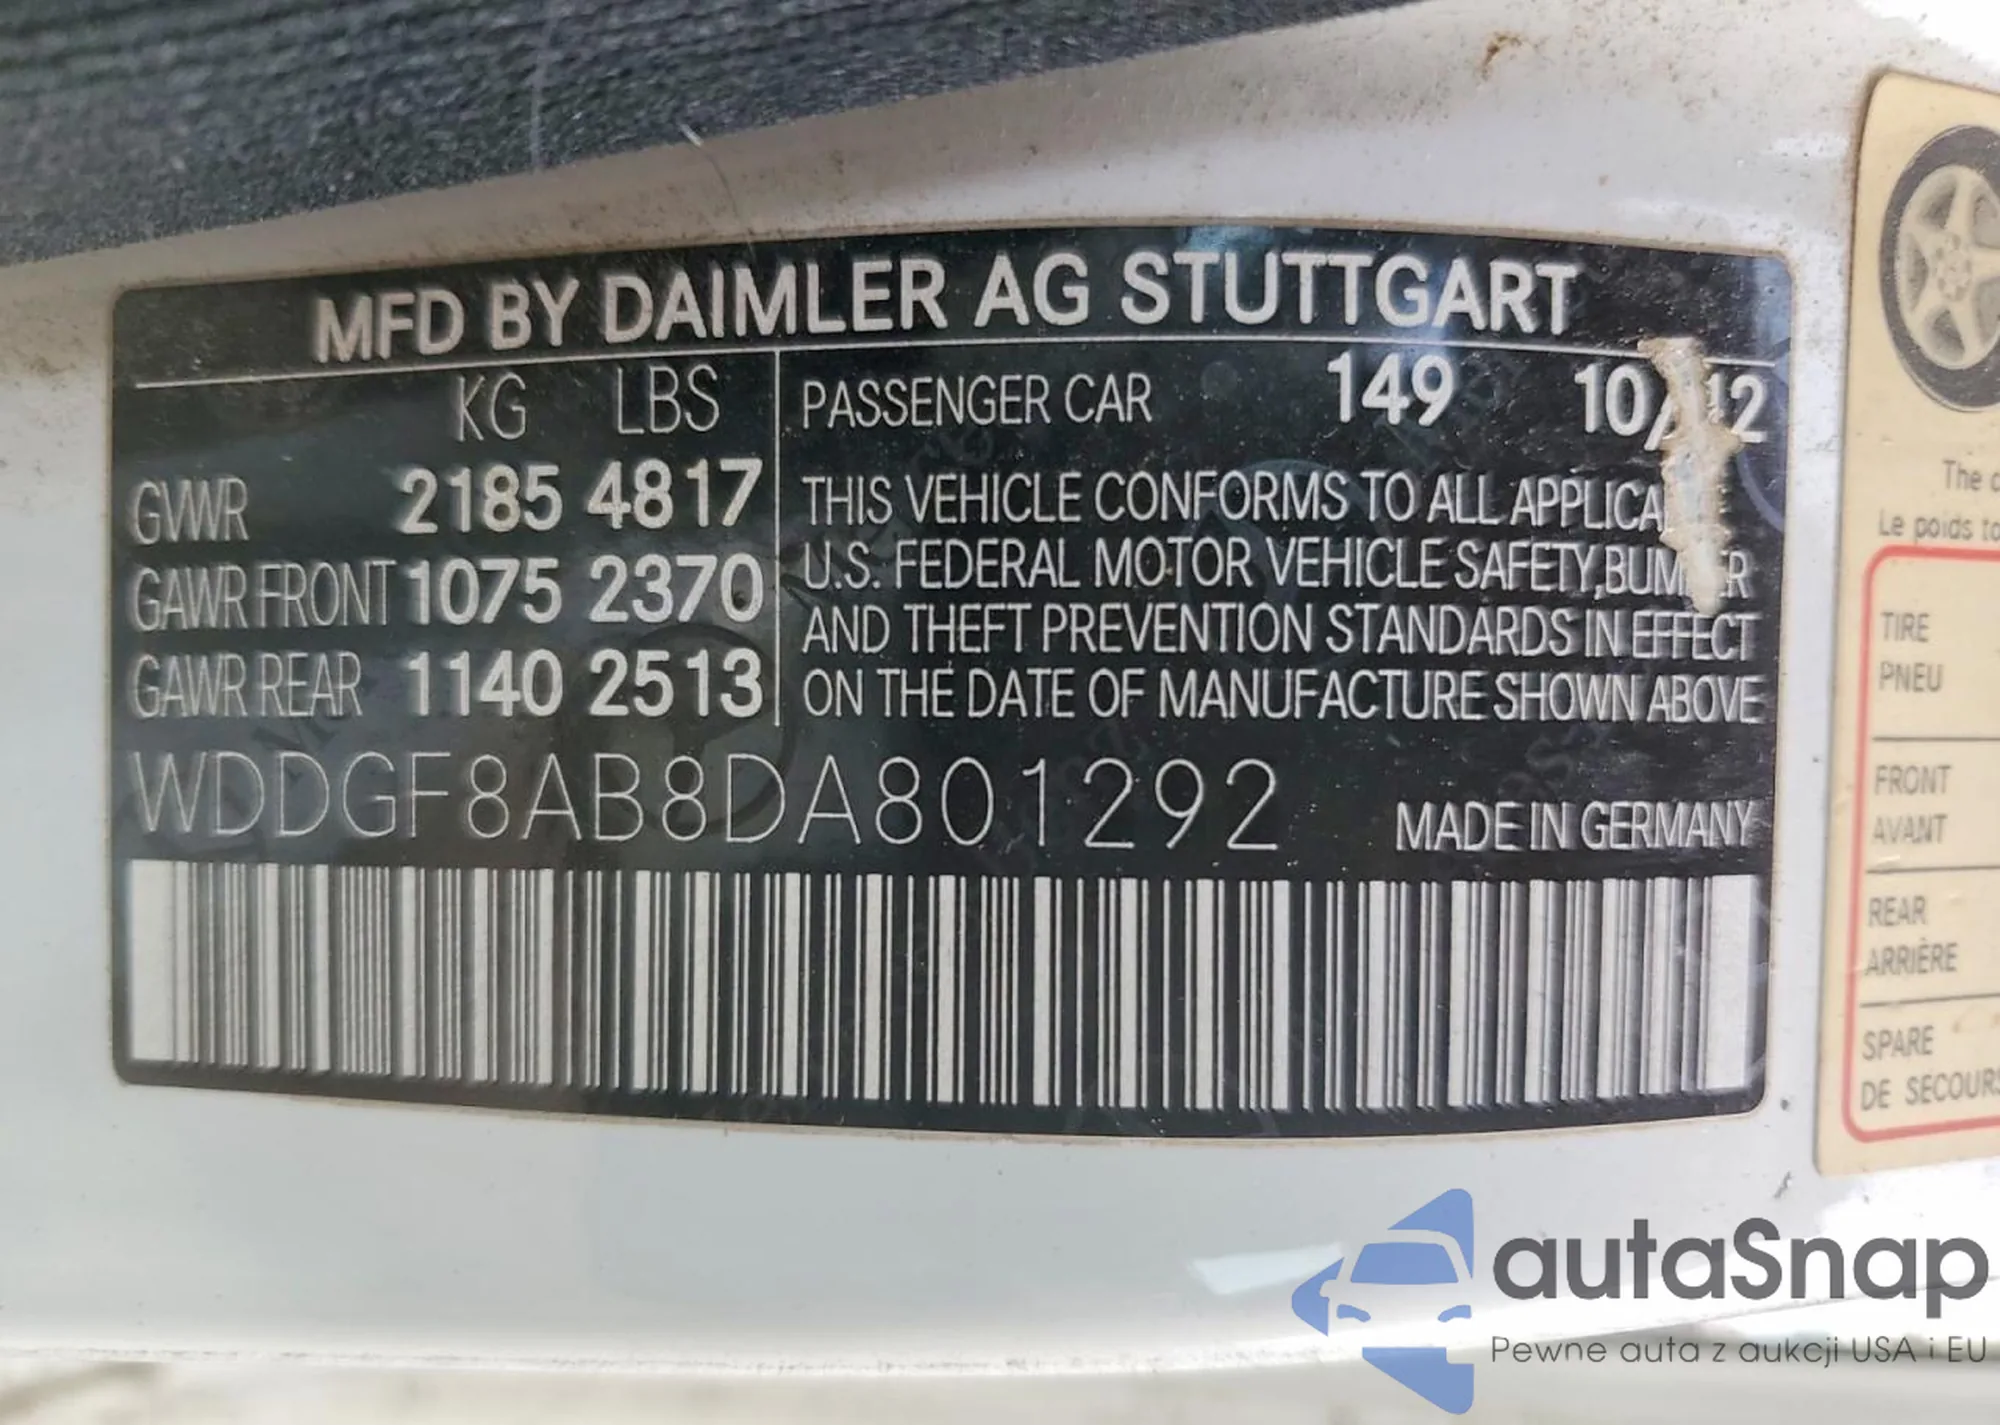 MFD BY DAIMLER AG STUTTGART
KG LBS
GVWR 2185 4817
GAWR FRONT 1075 2370
GAWR REAR 1140 2513
PASSENGER CAR 149 10/12
THIS VEHICLE CONFORMS TO ALL
U.S. FEDERAL MOTOR VEHICLE SAFETY,
AND THEFT PREVENTION STANDARDS IN EFFECT
ON THE DATE OF MANUFACTURE SHOWN ABOVE
WDDGF8AB8DA801292
MADE IN GERMANY
The
Le poids
TIRE
PNEU
FRONT
AVANT
REAR
ARRIÈRE
SPARE
DE SECOURS
autaSnap
Pewne auta z aukcji USA i EU